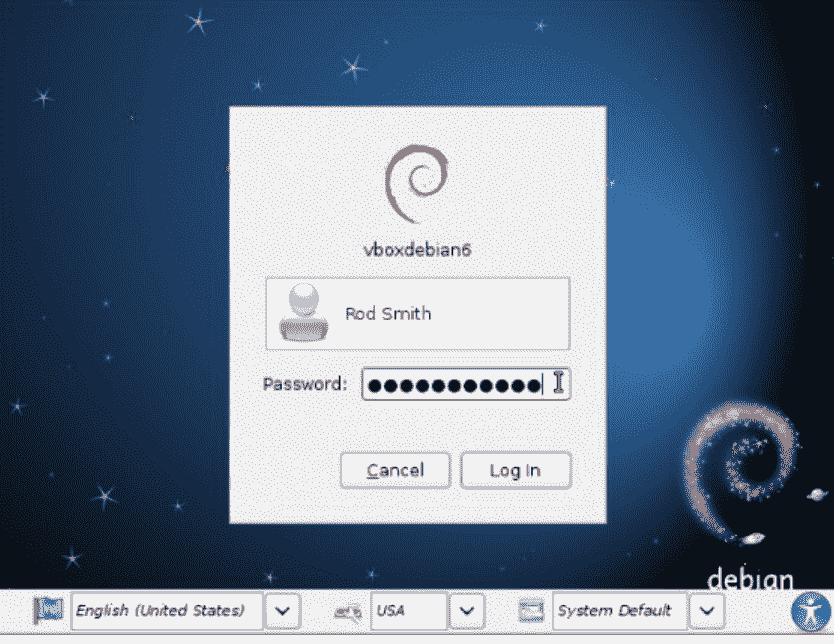 vboxdebian6
Rod Smith
Password: ●●●●●●●●●●●
Cancel Log In
debian
English (United States) USA System Default